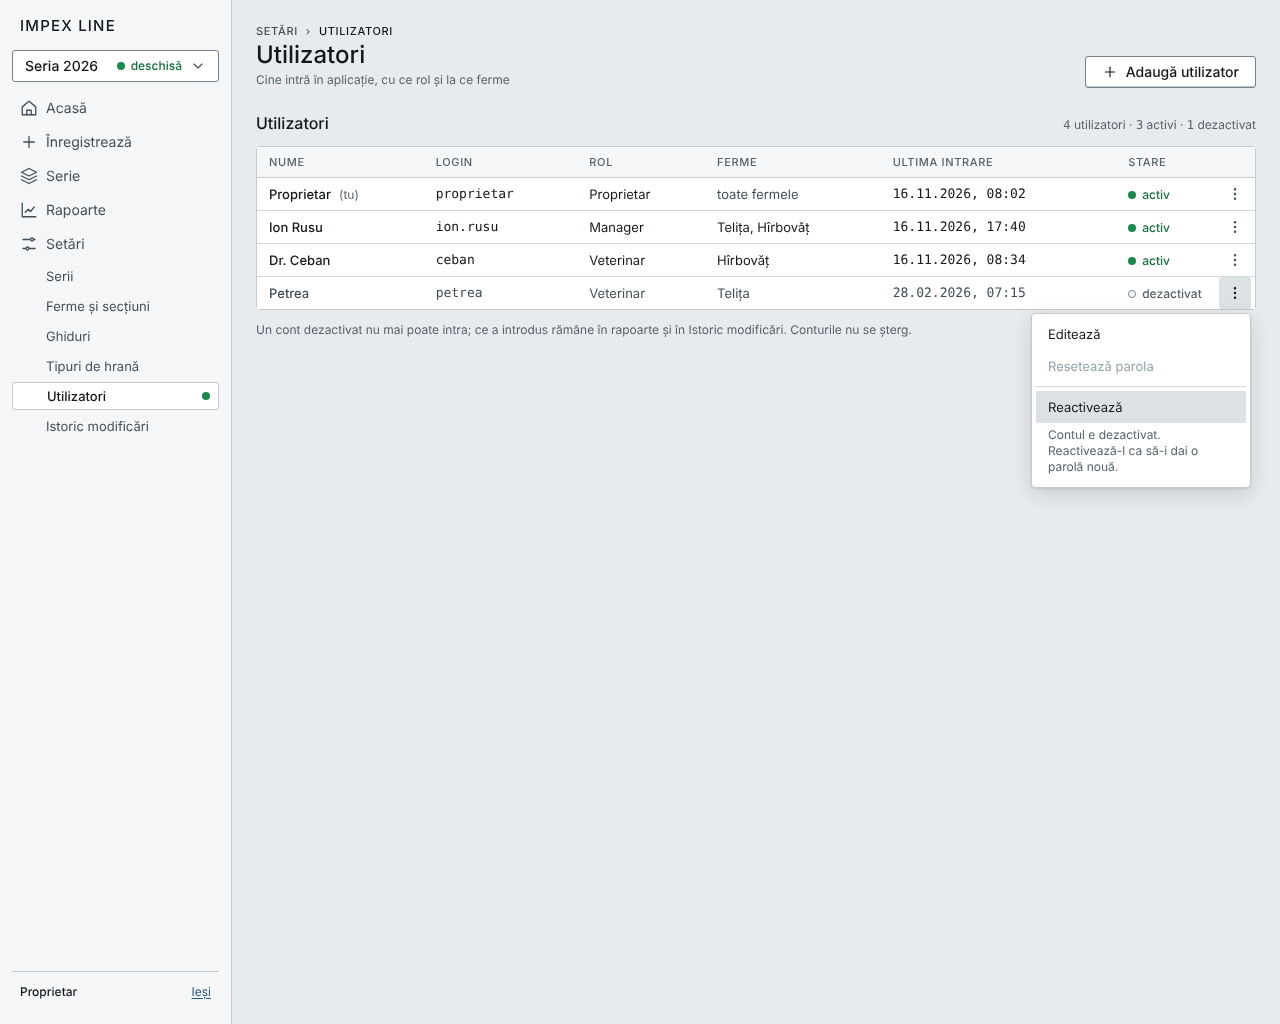 IMPEX LINE
Seria 2026 deschisă
Acasă
Înregistrează
Serie
Rapoarte
Setări
Serii
Ferme și secțiuni
Ghiduri
Tipuri de hrană
Utilizatori
Istoric modificări
Proprietar Ieși
SETĂRI › UTILIZATORI
Utilizatori
Cine intră în aplicație, cu ce rol și la ce ferme
Adaugă utilizator
Utilizatori
4 utilizatori · 3 activi · 1 dezactivat
NUME LOGIN ROL FERME ULTIMA INTRARE STARE
Proprietar (tu) proprietar Proprietar toate fermele 16.11.2026, 08:02 activ
Ion Rusu ion.rusu Manager Telița, Hîrbovăț 16.11.2026, 17:40 activ
Dr. Ceban ceban Veterinar Hîrbovăț 16.11.2026, 08:34 activ
Petrea petrea Veterinar Telița 28.02.2026, 07:15 dezactivat
Un cont dezactivat nu mai poate intra; ce a introdus rămâne în rapoarte și în Istoric modificări. Conturile nu se șterg.
Editează
Resetează parola
Reactivează
Contul e dezactivat.
Reactivează-l ca să-i dai o
parolă nouă.